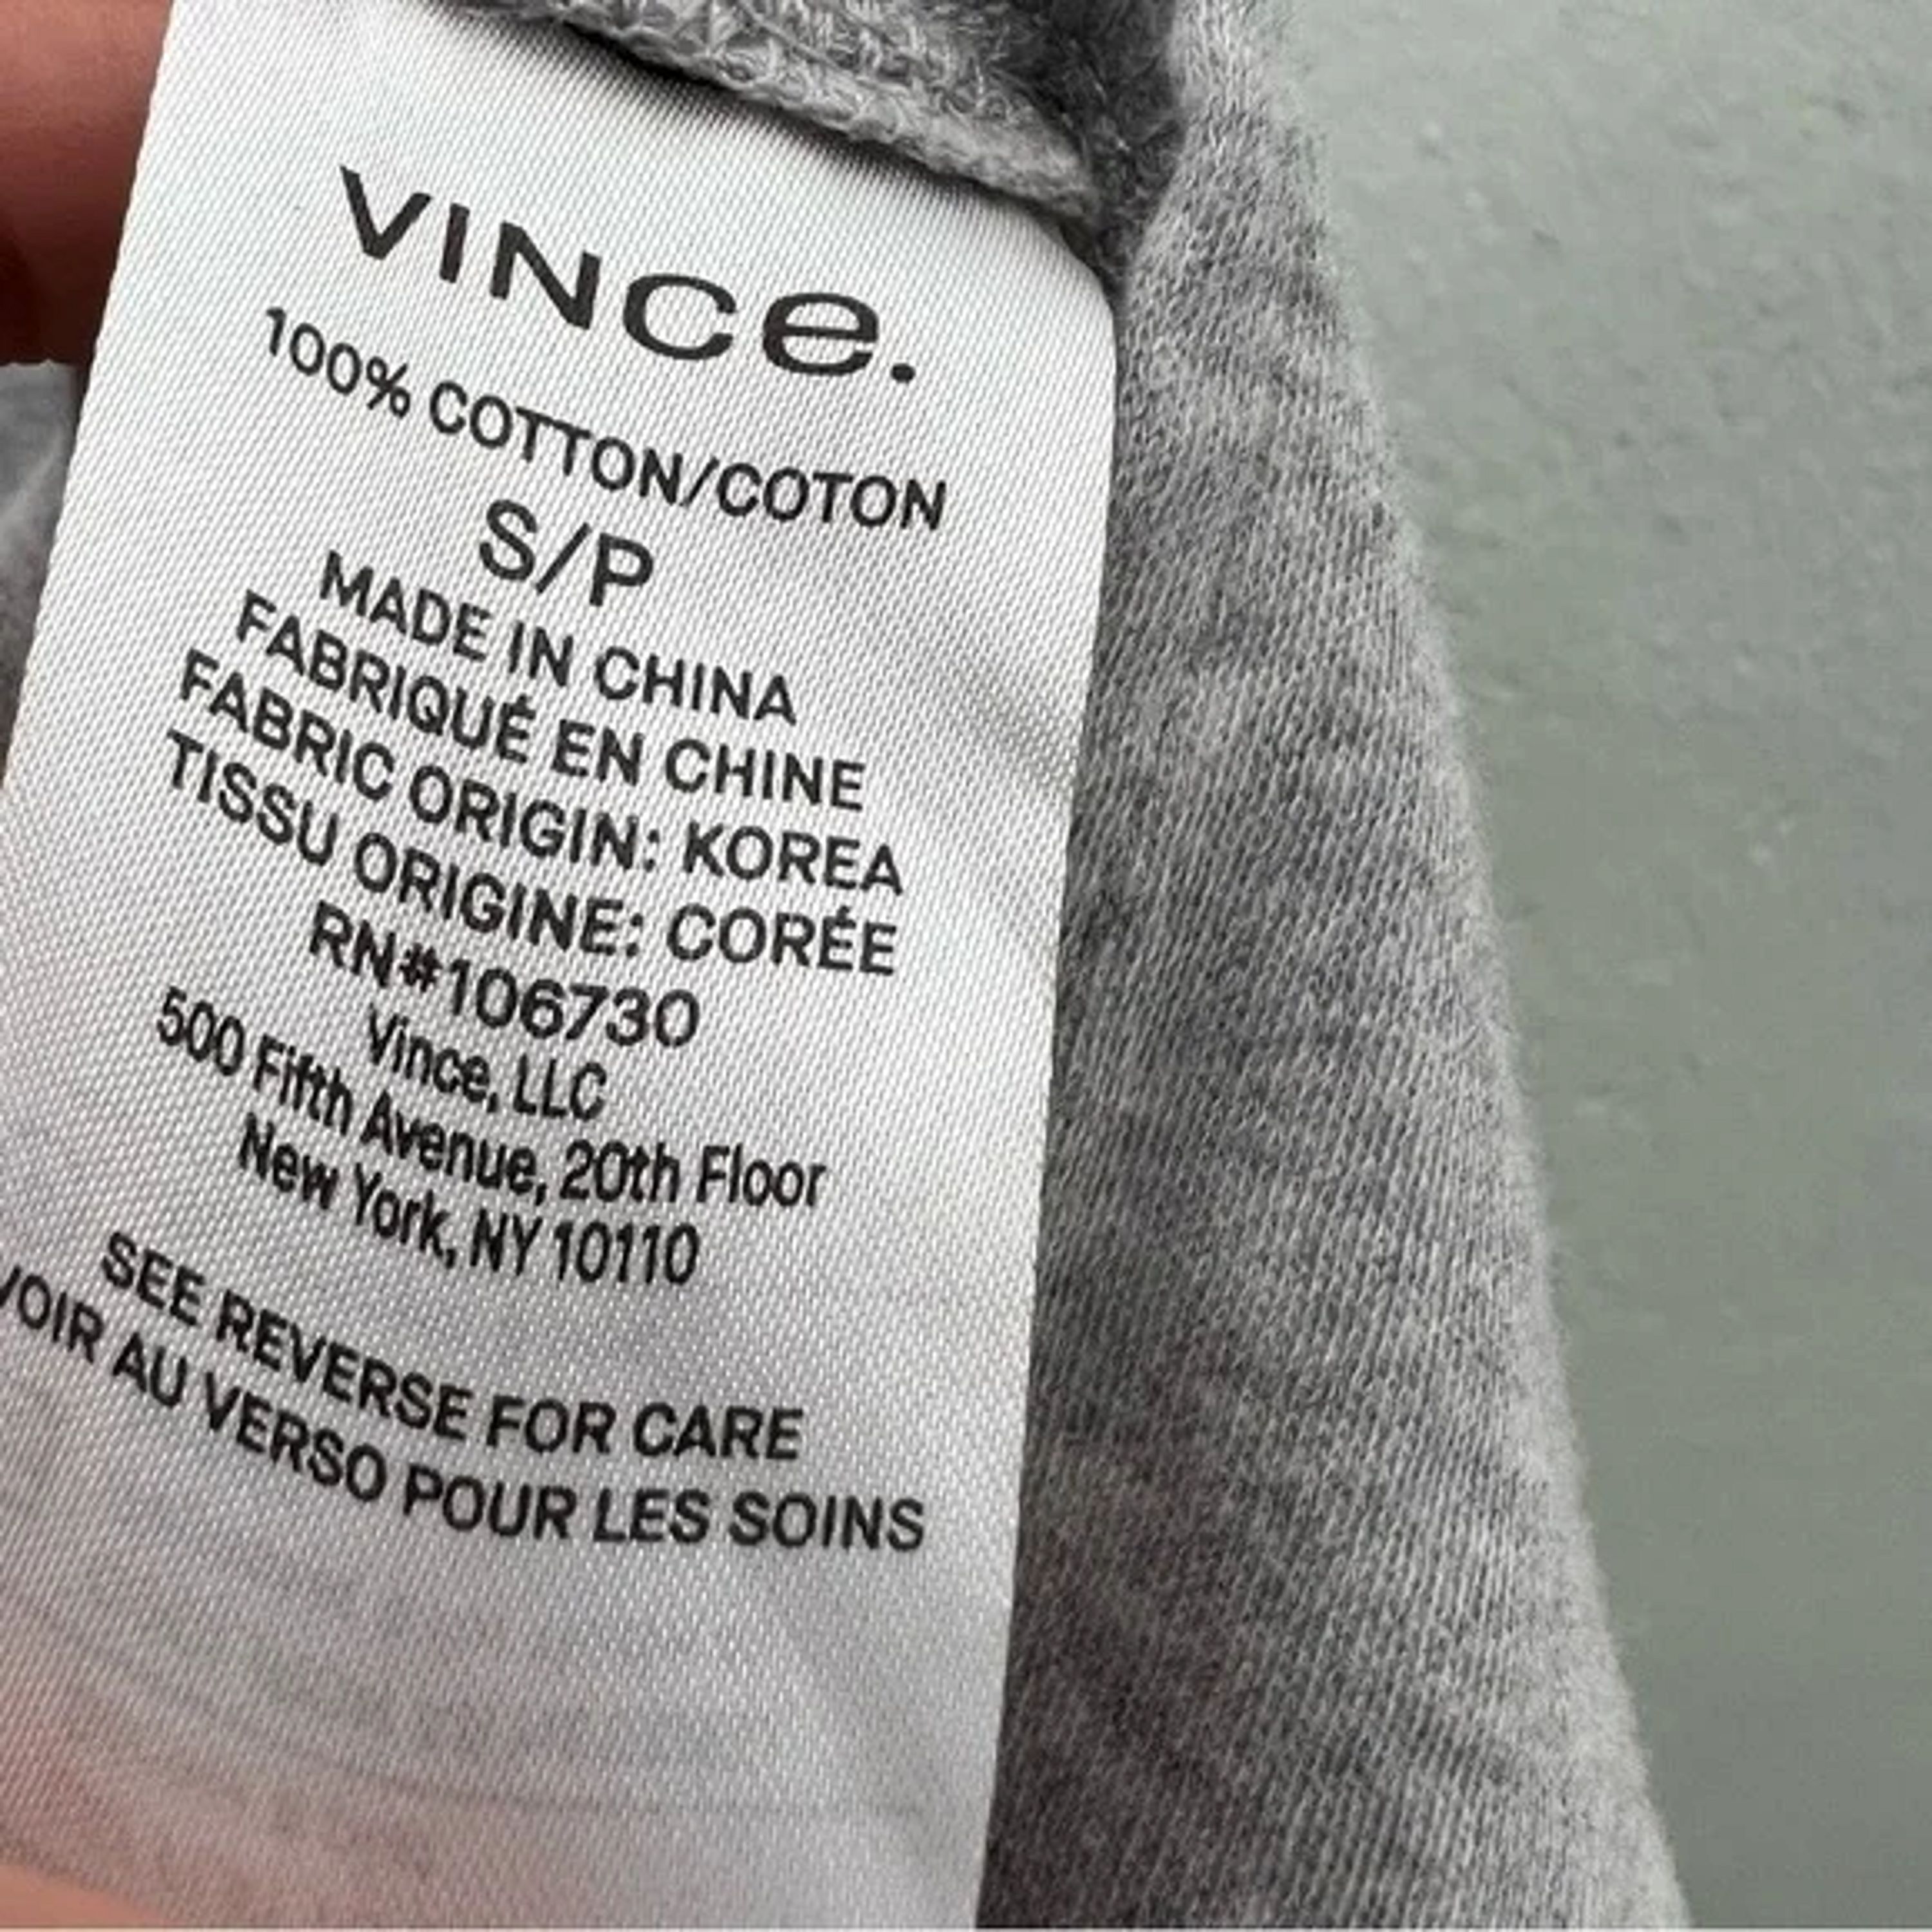 VINCe.
100% COTTON/COTON
S/P
MADE IN CHINA
FABRIQUÉ EN CHINE
FABRIC ORIGIN: KOREA
TISSU ORIGINE: CORÉE
RN#106730
Vince, LLC
500 Fifth Avenue, 20th Floor
New York, NY 10110
SEE REVERSE FOR CARE
VOIR AU VERSO POUR LES SOINS